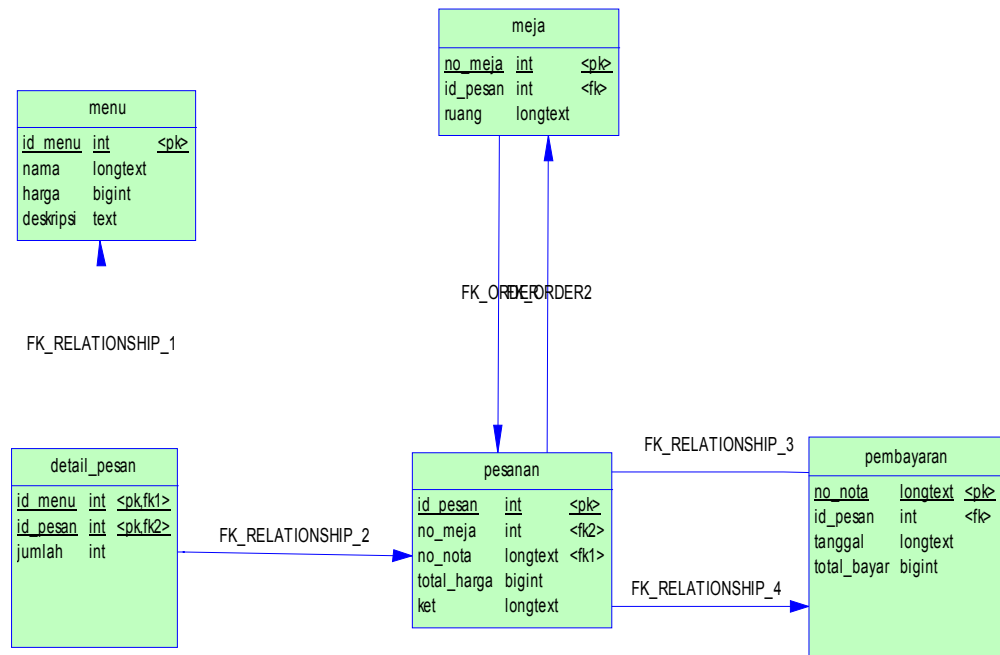 meja
no_meja int <pk>
id_pesan int <fk>
ruang longtext
menu
id_menu int <pk>
nama longtext
harga bigint
deskripsi text
FK_ORDER
FK_ORDER2
FK_RELATIONSHIP_1
detail_pesan
id_menu int <pk,fk1>
id_pesan int <pk,fk2>
jumlah int
FK_RELATIONSHIP_2
pesanan
id_pesan int <pk>
no_meja int <fk2>
no_nota longtext <fk1>
total_harga bigint
ket longtext
FK_RELATIONSHIP_3
FK_RELATIONSHIP_4
pembayaran
no_nota longtext <pk>
id_pesan int <fk>
tanggal longtext
total_bayar bigint